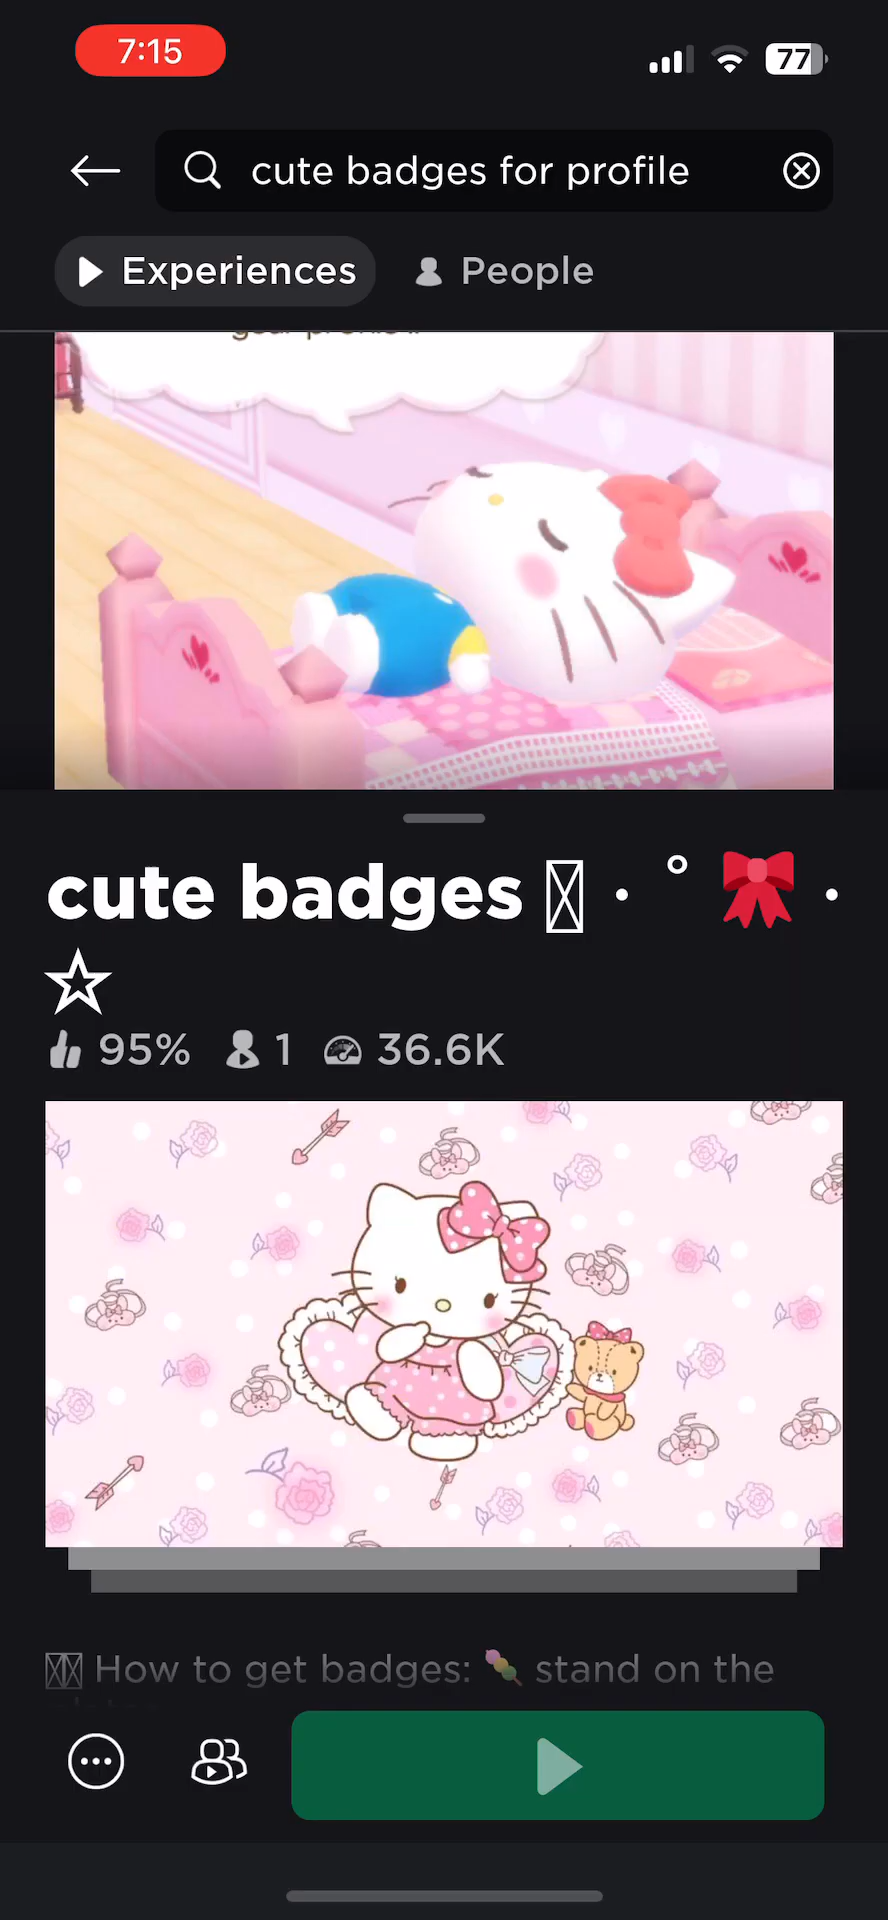 7:15
77
cute badges for profile
Experiences
People
cute badges · ° 🎀 ·
☆
95% 1 36.6K
How to get badges: 🍡 stand on the